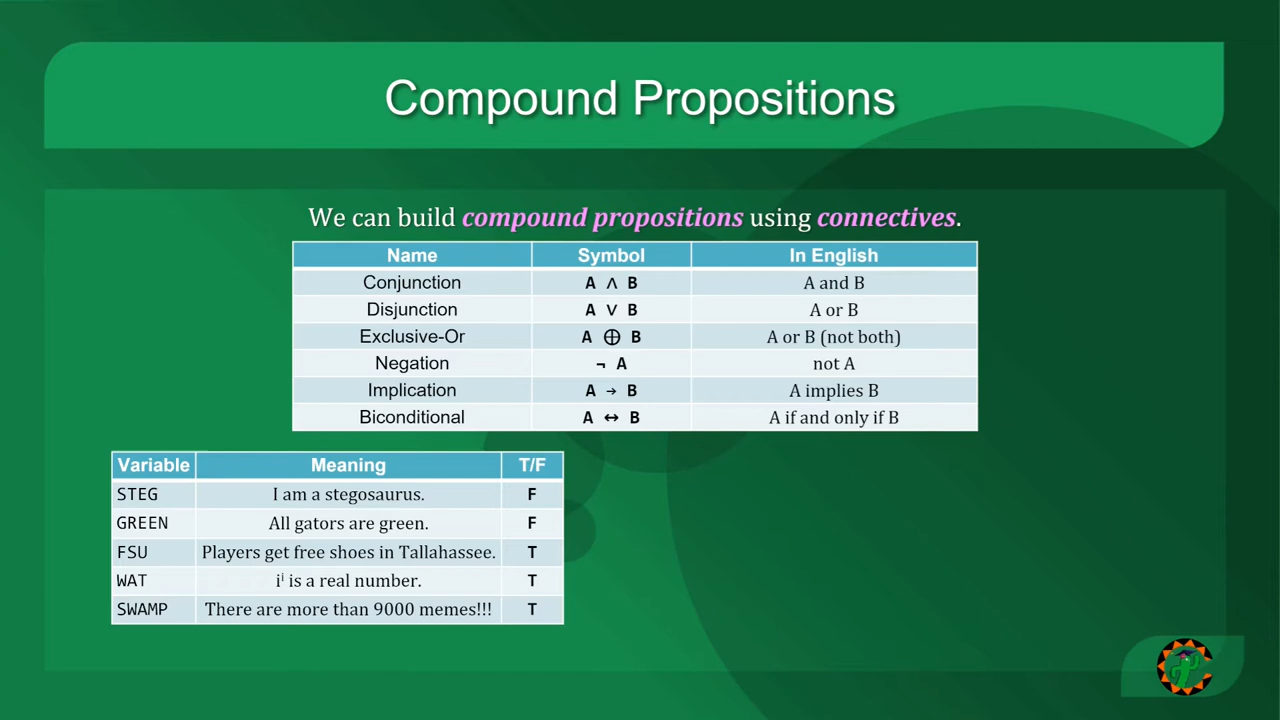 Compound Propositions
We can build compound propositions using connectives.
Name Symbol In English
Conjunction A ∧ B A and B
Disjunction A ∨ B A or B
Exclusive-Or A ⊕ B A or B (not both)
Negation ¬ A not A
Implication A → B A implies B
Biconditional A ↔ B A if and only if B
Variable Meaning T/F
STEG I am a stegosaurus. F
GREEN All gators are green. F
FSU Players get free shoes in Tallahassee. T
WAT iⁱ is a real number. T
SWAMP There are more than 9000 memes!!! T